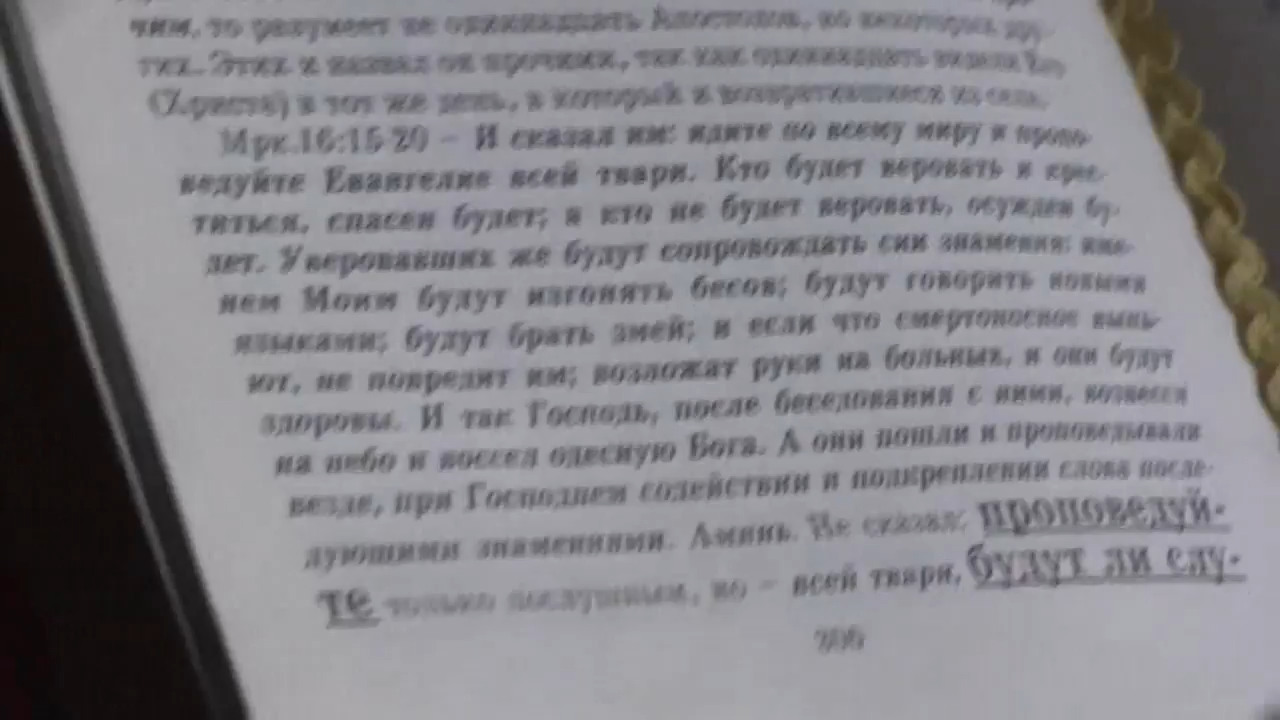 чим, то разумеет не одиннадцать Апостолов, но некоторых дру-
гих. Этих и назвал он прочими, так как одиннадцать видели Его
(Христа) в тот же день, в который и возвратившиеся из села.
Мрк.16:15-20 – И сказал им: идите по всему миру и пропо-
ведуйте Евангелие всей твари. Кто будет веровать и крес-
титься, спасен будет; а кто не будет веровать, осужден бу-
дет. Уверовавших же будут сопровождать сии знамения: име-
нем Моим будут изгонять бесов; будут говорить новыми
языками; будут брать змей; и если что смертоносное выпь-
ют, не повредит им; возложат руки на больных, и они будут
здоровы. И так Господь, после беседования с ними, вознесся
на небо и воссел одесную Бога. А они пошли и проповедывали
везде, при Господнем содействии и подкреплении слова после-
дующими знамениями. Аминь. Не сказал: проповедуй-
те только послушным, но – всей твари, будут ли слу-